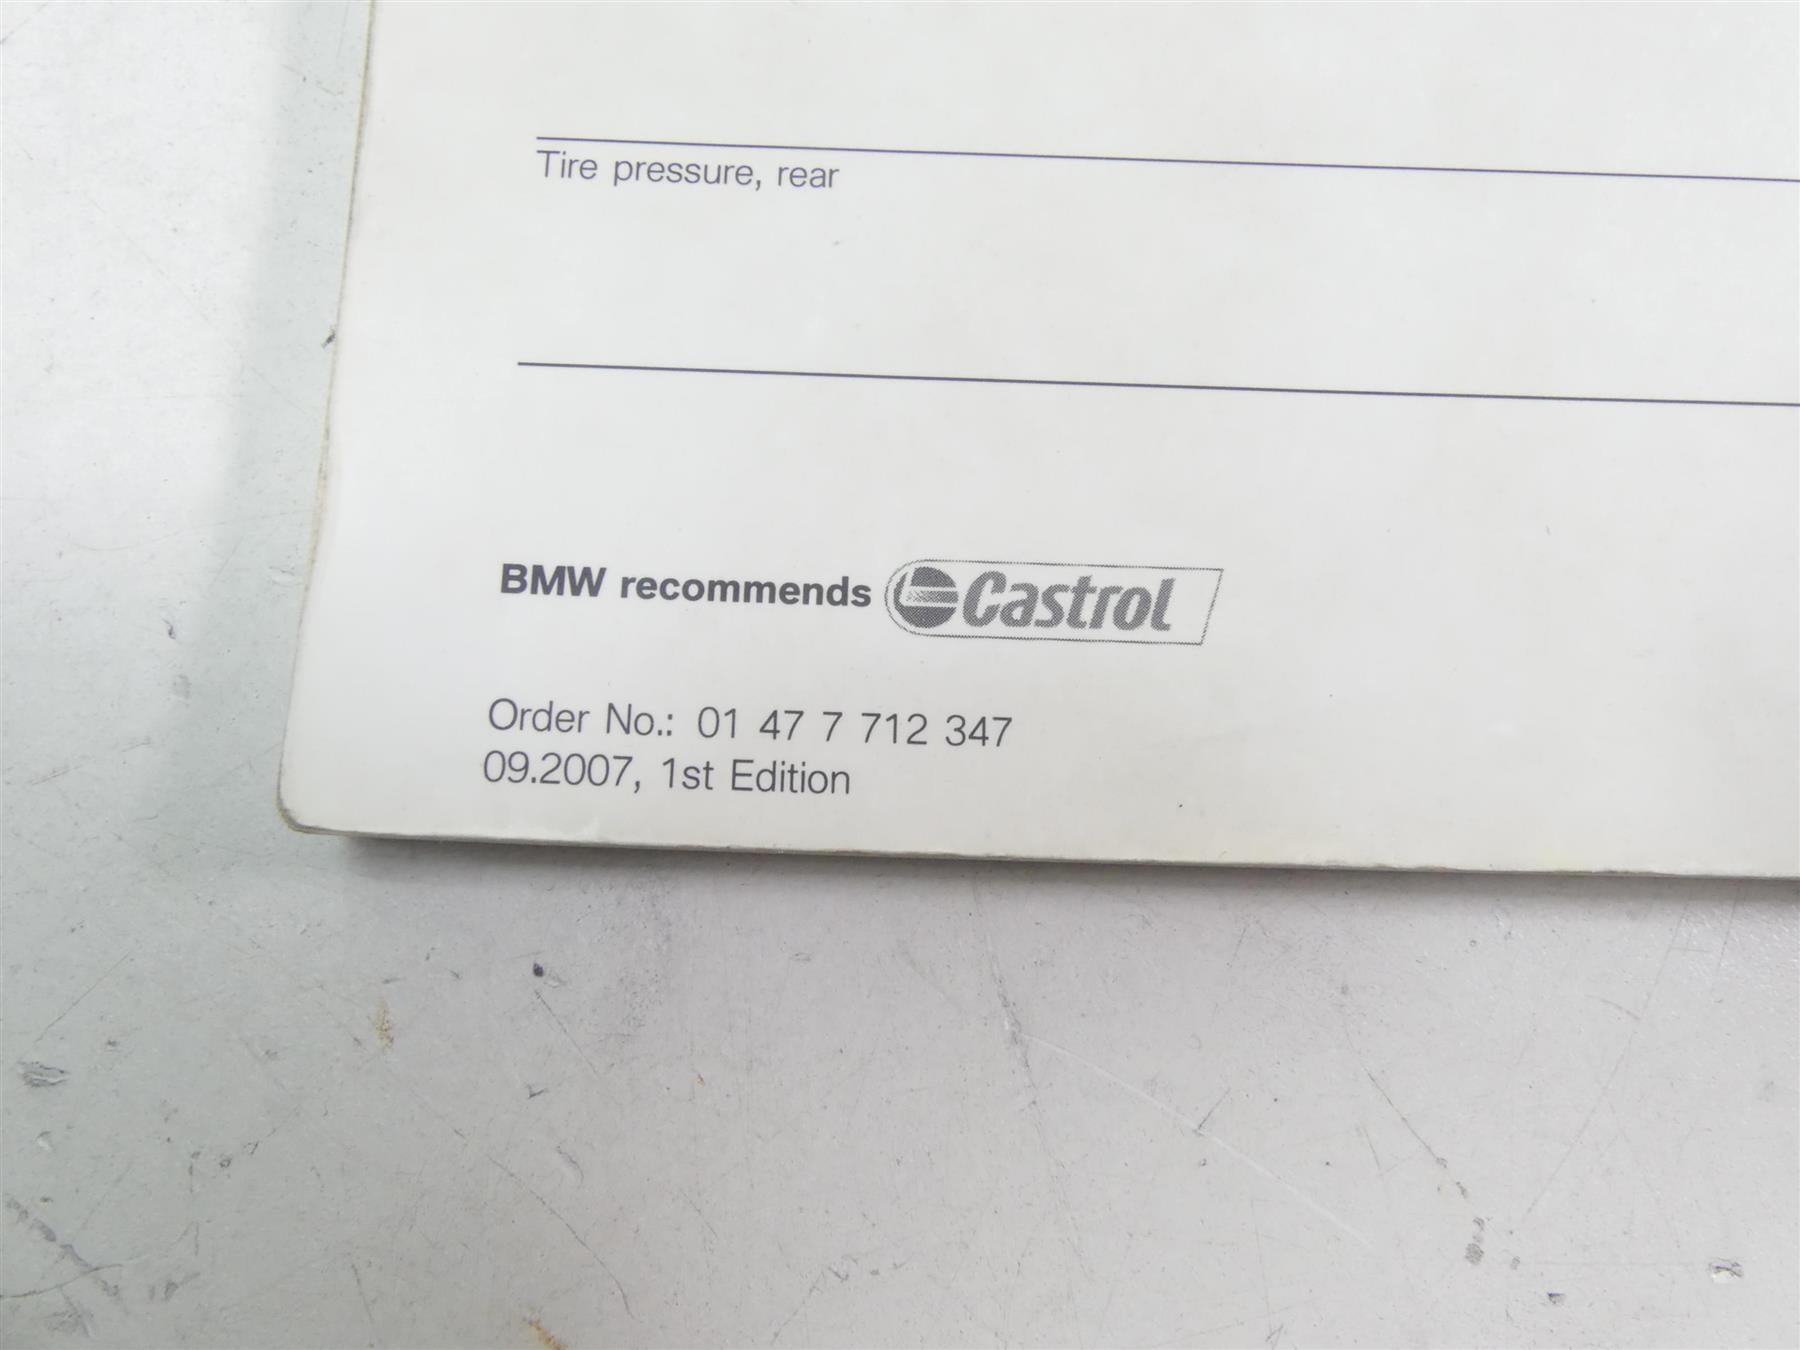 Tire pressure, rear
BMW recommends Castrol
Order No.: 01 47 7 712 347
09.2007, 1st Edition